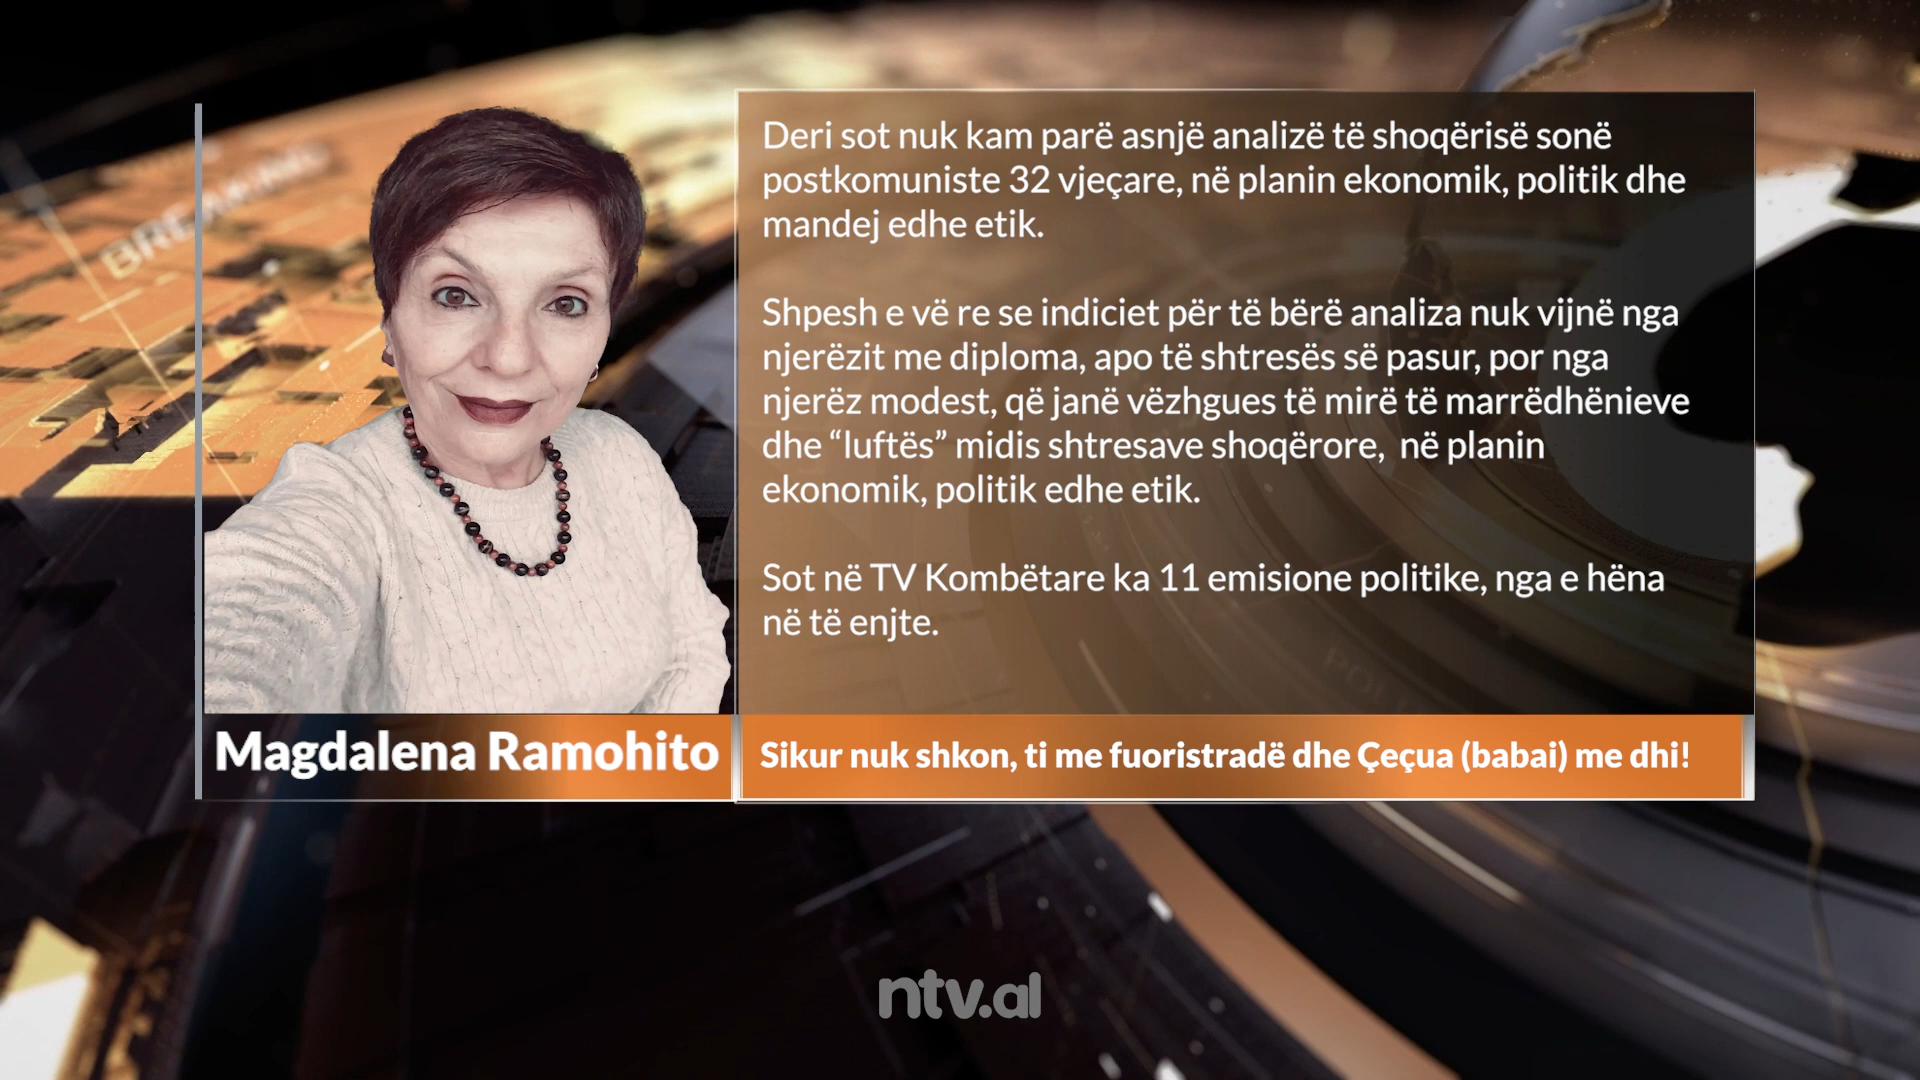 Deri sot nuk kam parë asnjë analizë të shoqërisë sonë
postkomuniste 32 vjeçare, në planin ekonomik, politik dhe
mandej edhe etik.
Shpesh e vë re se indiciet për të bërë analiza nuk vijnë nga
njerëzit me diploma, apo të shtresës së pasur, por nga
njerëz modest, që janë vëzhgues të mirë të marrëdhënieve
dhe “luftës” midis shtresave shoqërore,  në planin
ekonomik, politik edhe etik.
Sot në TV Kombëtare ka 11 emisione politike, nga e hëna
në të enjte.
Magdalena Ramohito
Sikur nuk shkon, ti me fuoristradë dhe Çeçua (babai) me dhi!
ntv.al